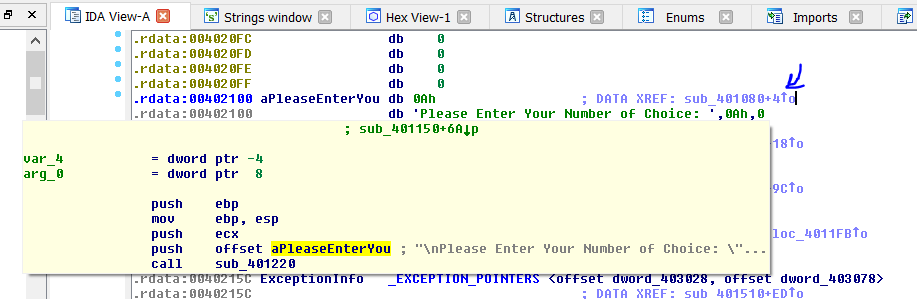 IDA View-A Strings window Hex View-1 Structures Enums Imports
.rdata:004020FC db 0
.rdata:004020FD db 0
.rdata:004020FE db 0
.rdata:004020FF db 0
.rdata:00402100 aPleaseEnterYou db 0Ah ; DATA XREF: sub_401080+4↑o
.rdata:00402100 db 'Please Enter Your Number of Choice: ',0Ah,0
; sub_401150+6A↓p
18↑o
var_4 = dword ptr -4
arg_0 = dword ptr 8
9C↑o
push ebp
mov ebp, esp
push ecx
loc_4011FB↑o
push offset aPleaseEnterYou ; "\nPlease Enter Your Number of Choice: \"...
call sub_401220
.rdata:0040215C ExceptionInfo _EXCEPTION_POINTERS <offset dword_403028, offset dword_403078>
.rdata:0040215C ; DATA XREF: sub_401510+ED↑o